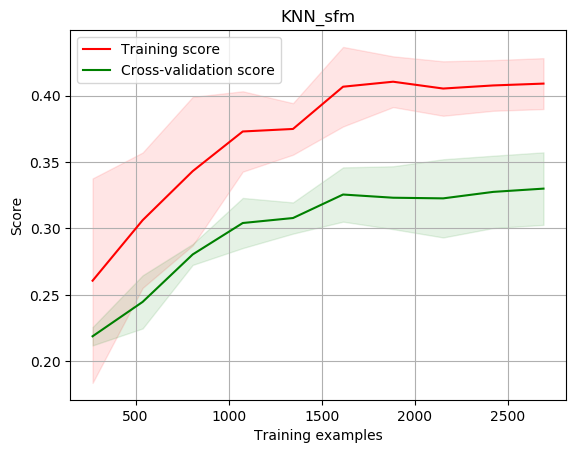 KNN_sfm
Training score
Cross-validation score
0.40
0.35
0.30
0.25
0.20
Score
500
1000
1500
2000
2500
Training examples